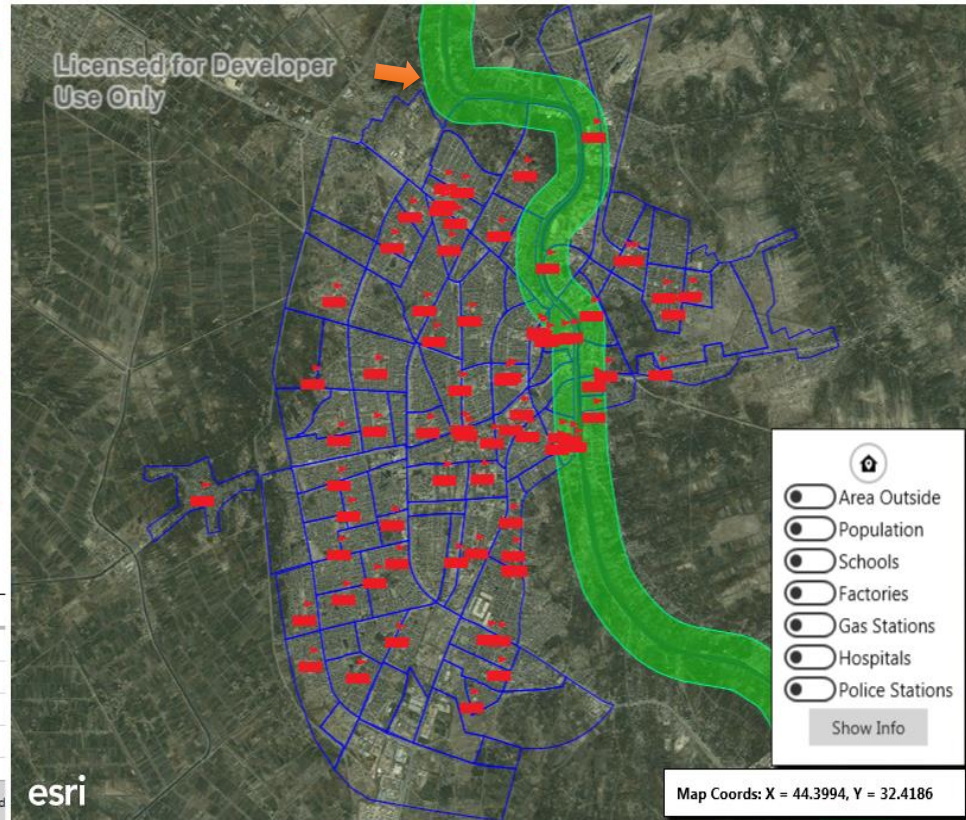 Licensed for Developer
Use Only
Area Outside
Population
Schools
Factories
Gas Stations
Hospitals
Police Stations
Show Info
esri
Map Coords: X = 44.3994, Y = 32.4186